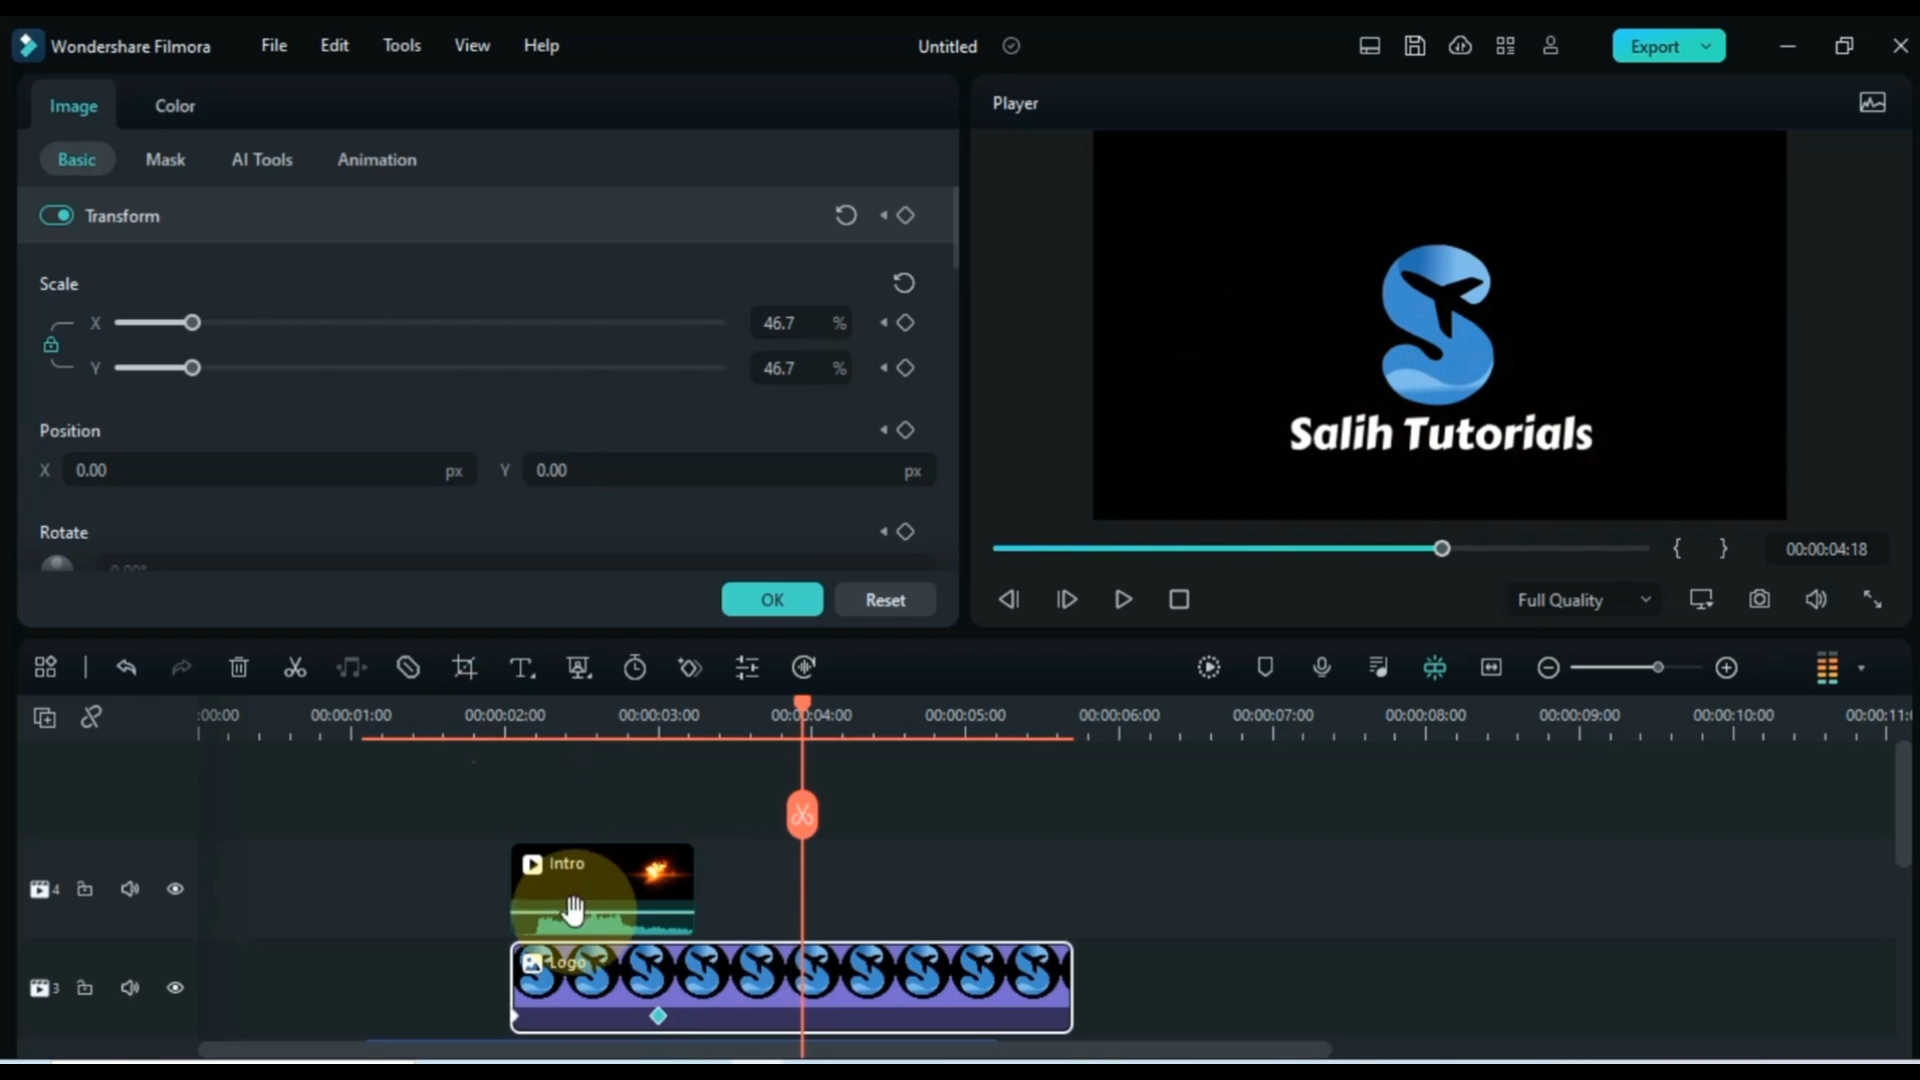 Wondershare Filmora File Edit Tools View Help Untitled Export
Image Color
Player
Basic Mask AI Tools Animation
Transform
Scale
X 46.7 %
Y 46.7 %
Position
X 0.00 px Y 0.00 px
Rotate
0.00°
OK Reset
Salih Tutorials
{ } 00:00:04:18
Full Quality
:00:00 00:00:01:00 00:00:02:00 00:00:03:00 00:00:04:00 00:00:05:00 00:00:06:00 00:00:07:00 00:00:08:00 00:00:09:00 00:00:10:00 00:00:11:0
Intro
4
Logo
3